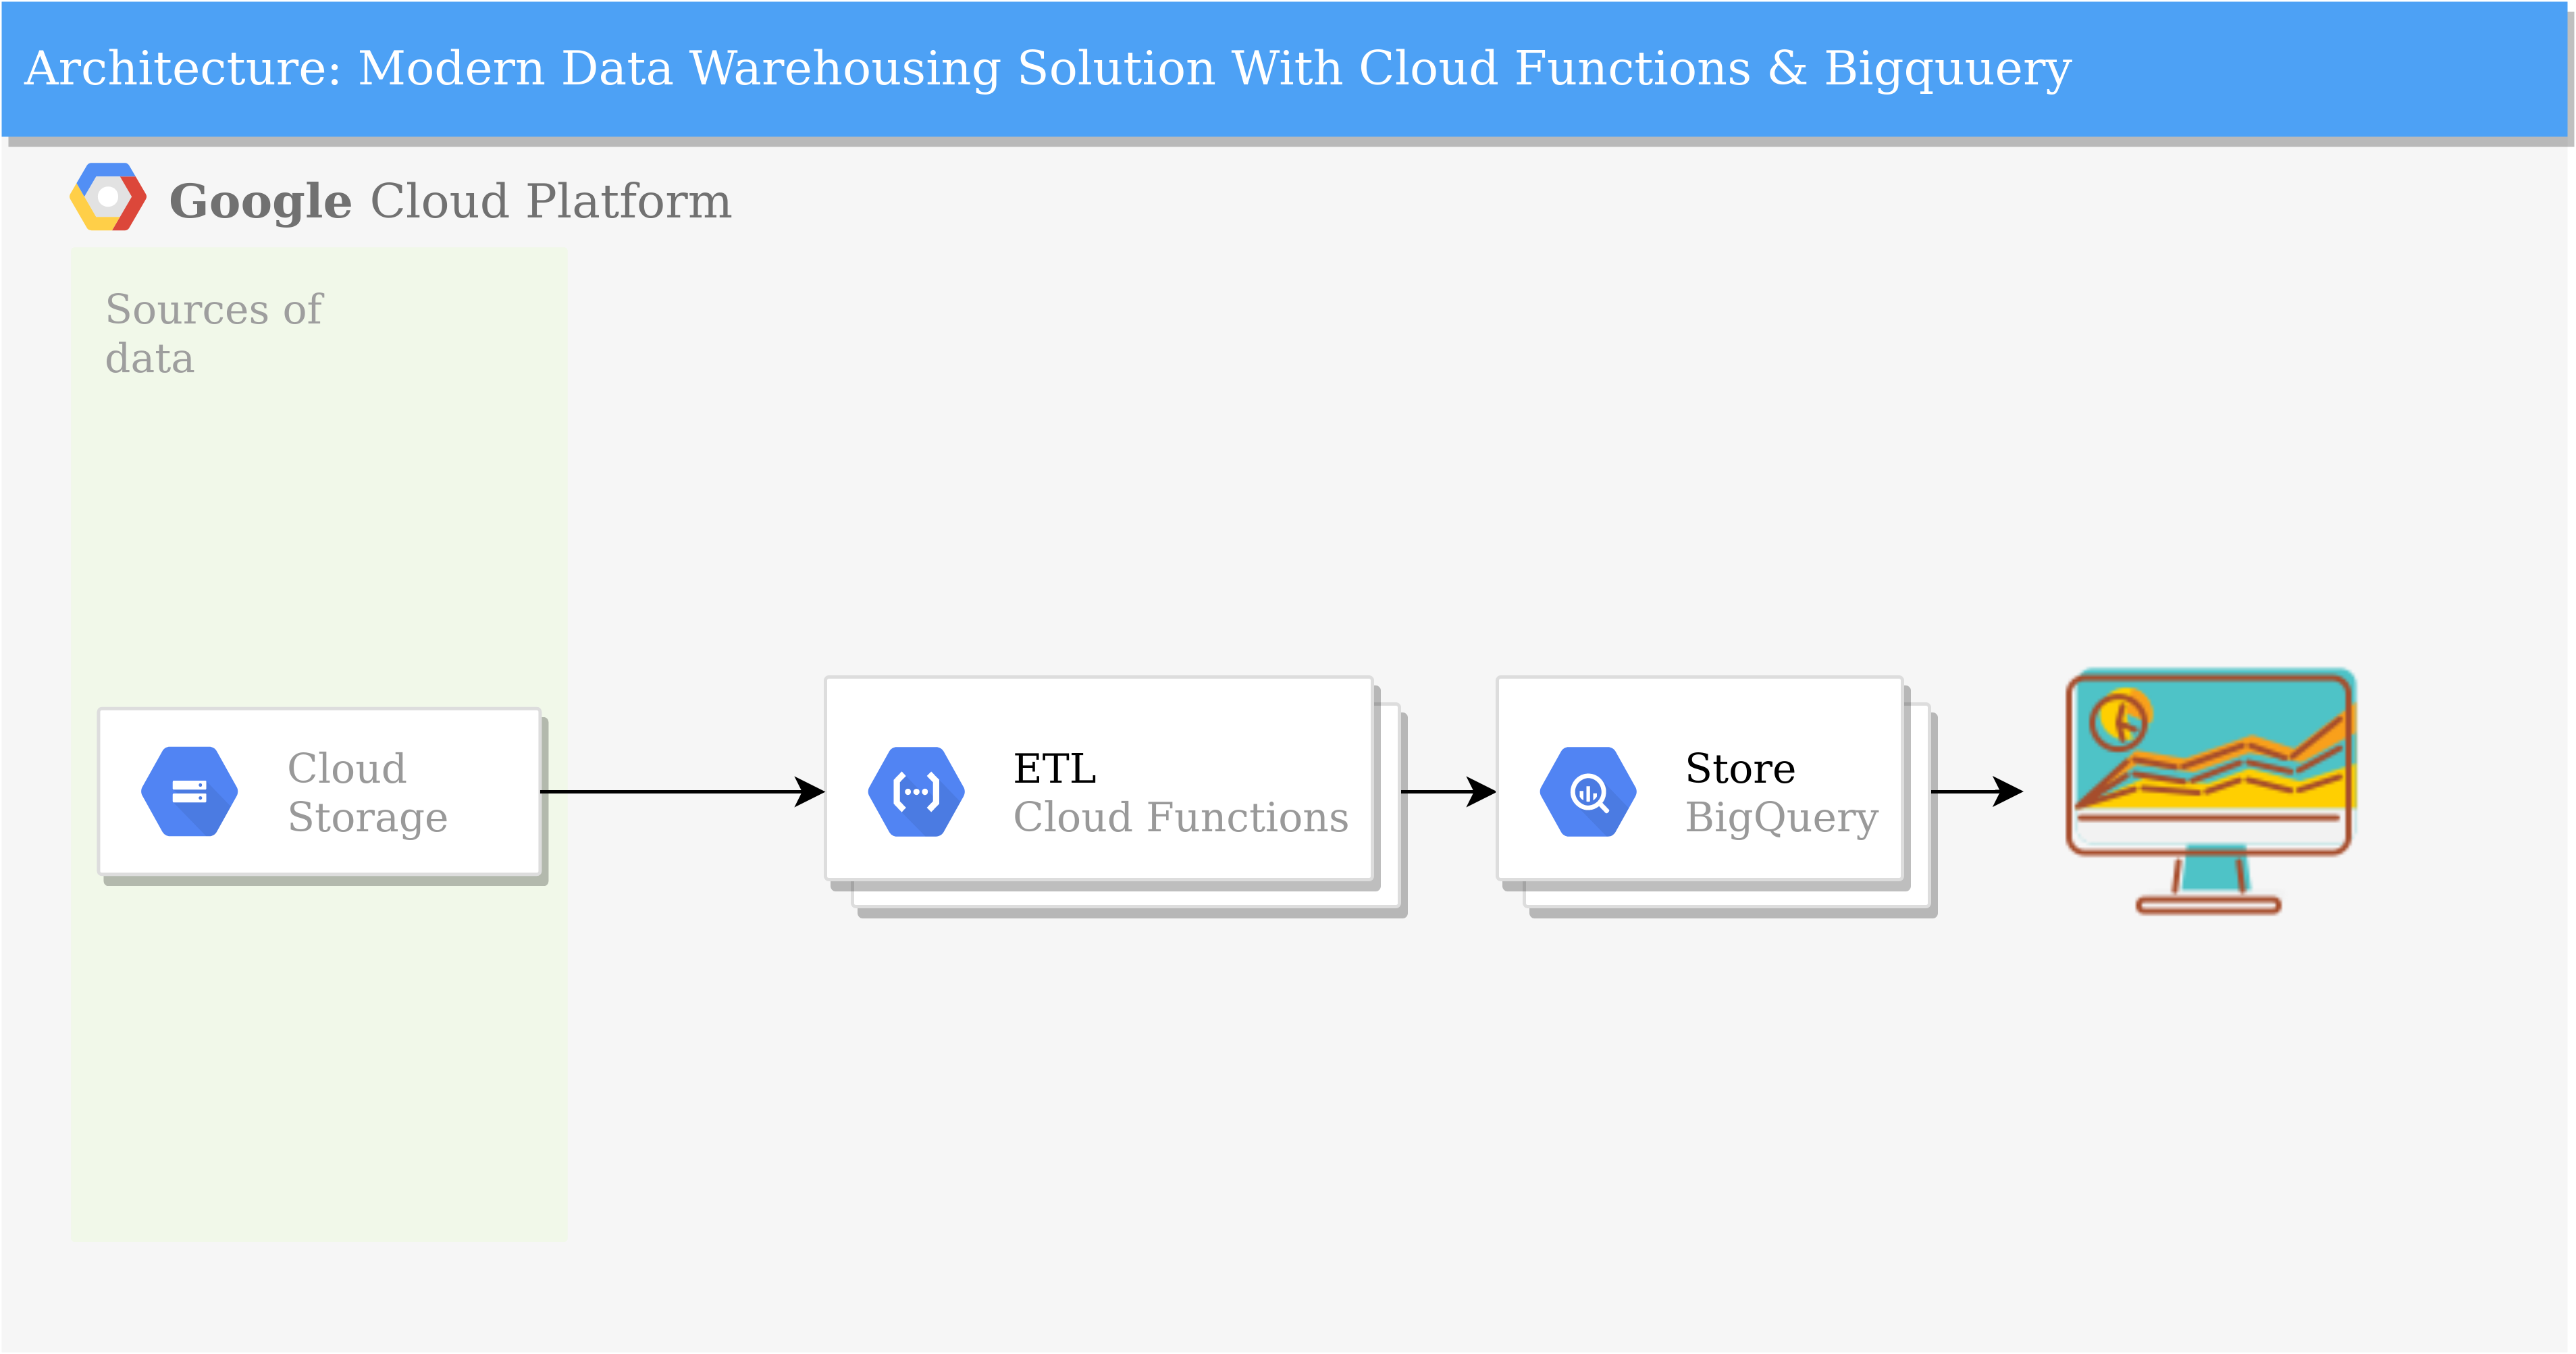 Architecture: Modern Data Warehousing Solution With Cloud Functions & Bigquuery
Google Cloud Platform
Sources of
data
Cloud
Storage
ETL
Cloud Functions
Store
BigQuery